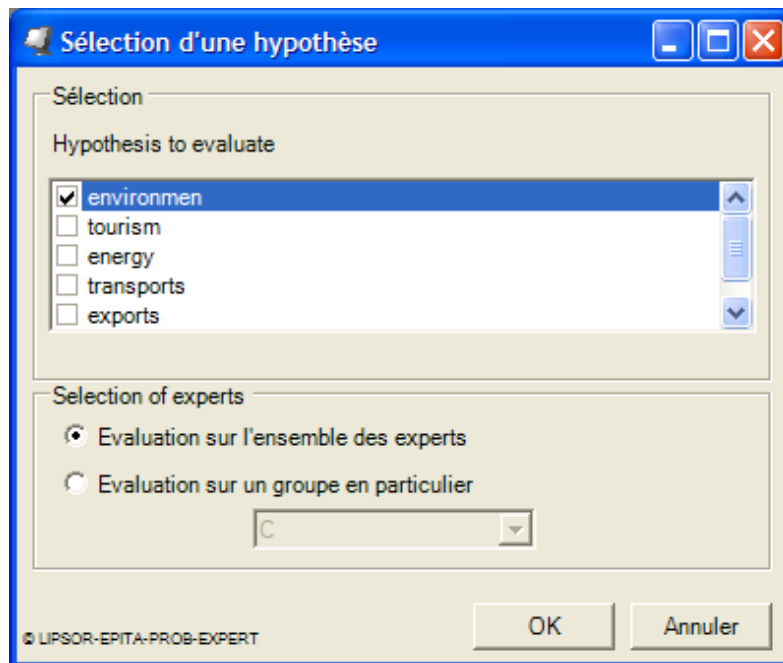 Sélection d'une hypothèse
Sélection
Hypothesis to evaluate
environmen
tourism
energy
transports
exports
Selection of experts
Evaluation sur l'ensemble des experts
Evaluation sur un groupe en particulier
C
© LIPSOR-EPITA-PROB-EXPERT
OK
Annuler